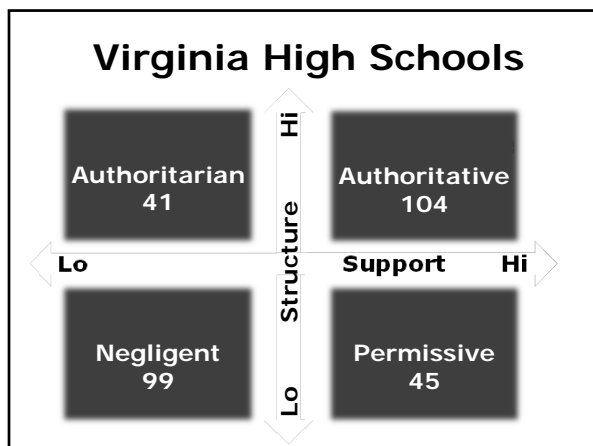 Virginia High Schools
Hi
Authoritarian
41
Authoritative
104
Structure
Lo
Support
Hi
Negligent
99
Permissive
45
Lo